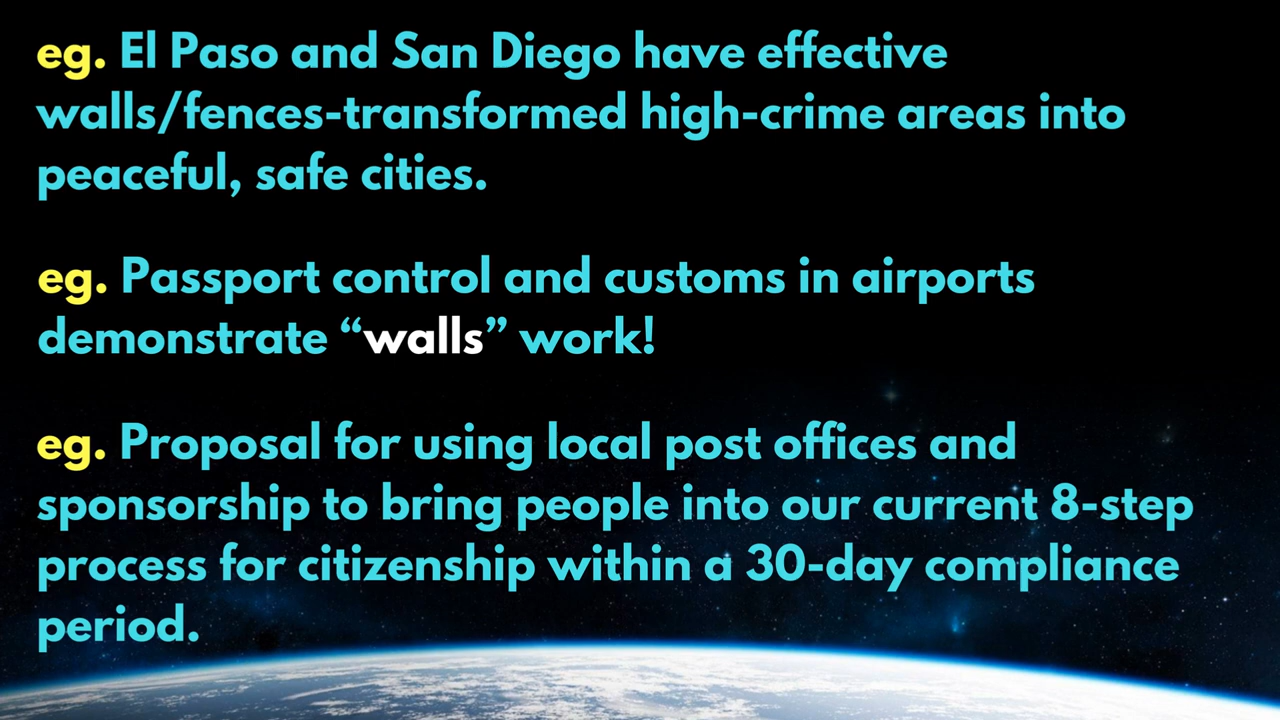 eg. El Paso and San Diego have effective
walls/fences-transformed high-crime areas into
peaceful, safe cities.
eg. Passport control and customs in airports
demonstrate “walls” work!
eg. Proposal for using local post offices and
sponsorship to bring people into our current 8-step
process for citizenship within a 30-day compliance
period.